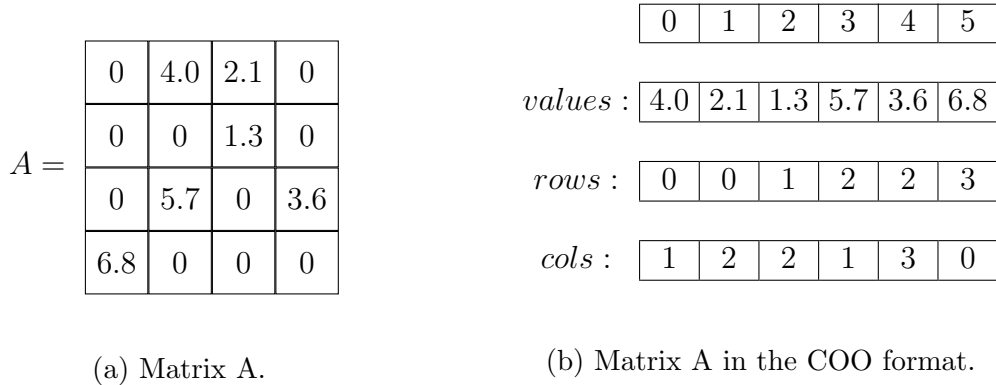 0 4.0 2.1 0
0 0 1.3 0
A =
0 5.7 0 3.6
6.8 0 0 0
(a) Matrix A.
0 1 2 3 4 5
values : 4.0 2.1 1.3 5.7 3.6 6.8
rows : 0 0 1 2 2 3
cols : 1 2 2 1 3 0
(b) Matrix A in the COO format.